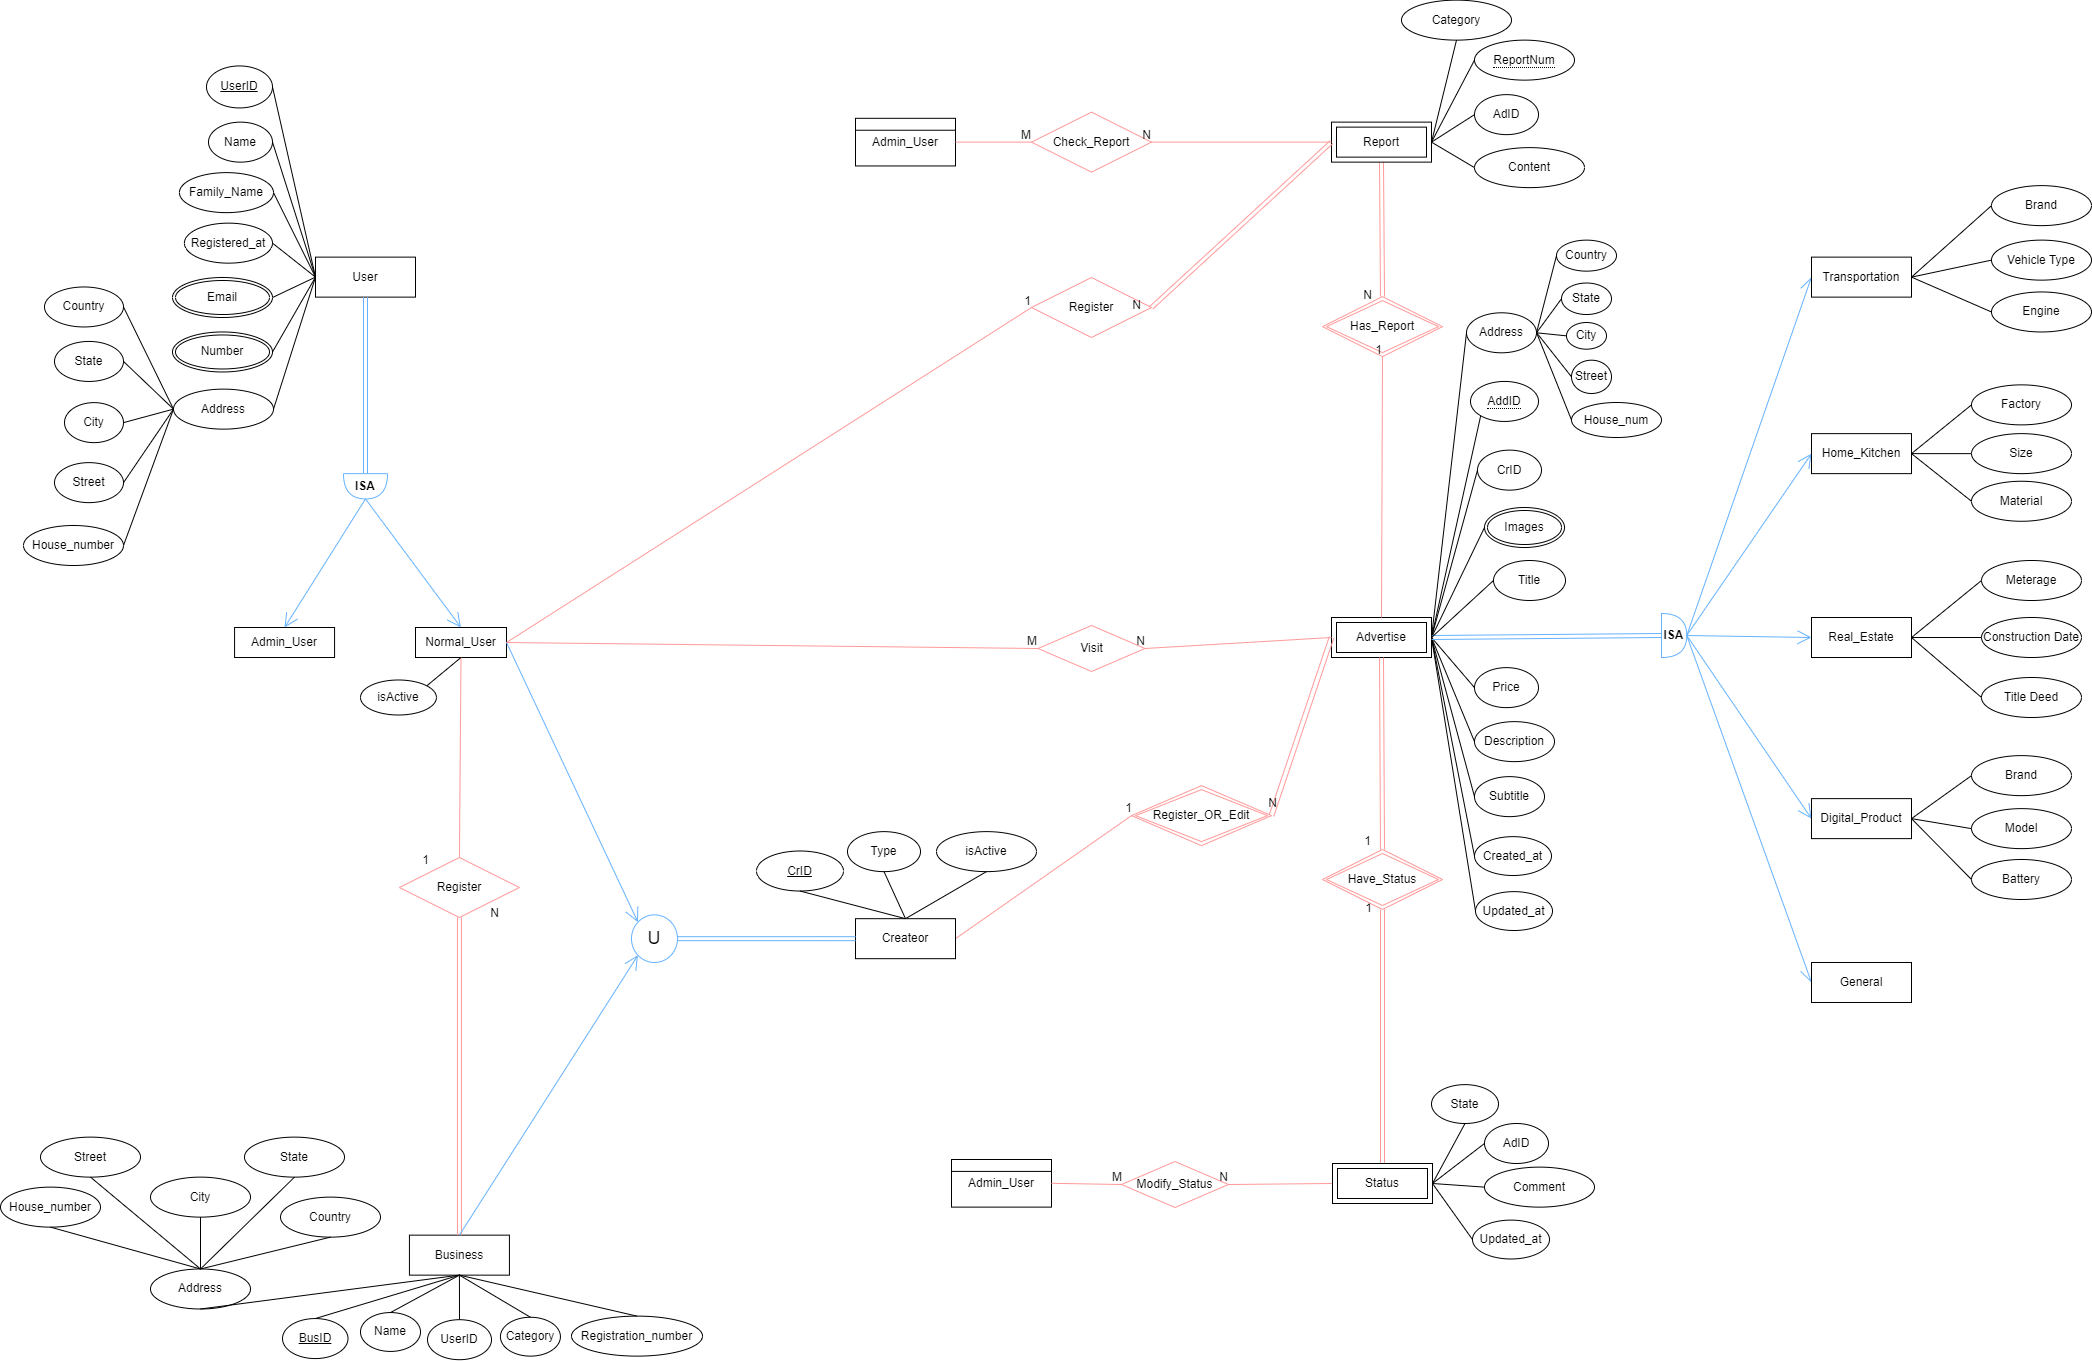 Category
ReportNum
AdID
Content
Report
Admin_User
M
Check_Report
N
UserID
Name
Family_Name
Registered_at
Email
Number
Address
User
Country
State
City
Street
House_number
ISA
Admin_User
Normal_User
isActive
1
Register
N
N
Has_Report
1
Country
State
City
Street
House_num
Address
AddID
CrID
Images
Title
Advertise
Price
Description
Subtitle
Created_at
Updated_at
M
Visit
N
ISA
Transportation
Brand
Vehicle Type
Engine
Home_Kitchen
Factory
Size
Material
Real_Estate
Meterage
Construction Date
Title Deed
Digital_Product
Brand
Model
Battery
General
1
Register_OR_Edit
N
1
Have_Status
1
CrID
Type
isActive
Createor
U
1
Register
N
State
AdID
Comment
Updated_at
Status
Admin_User
M
Modify_Status
N
Street
State
House_number
City
Country
Address
Business
BusID
Name
UserID
Category
Registration_number